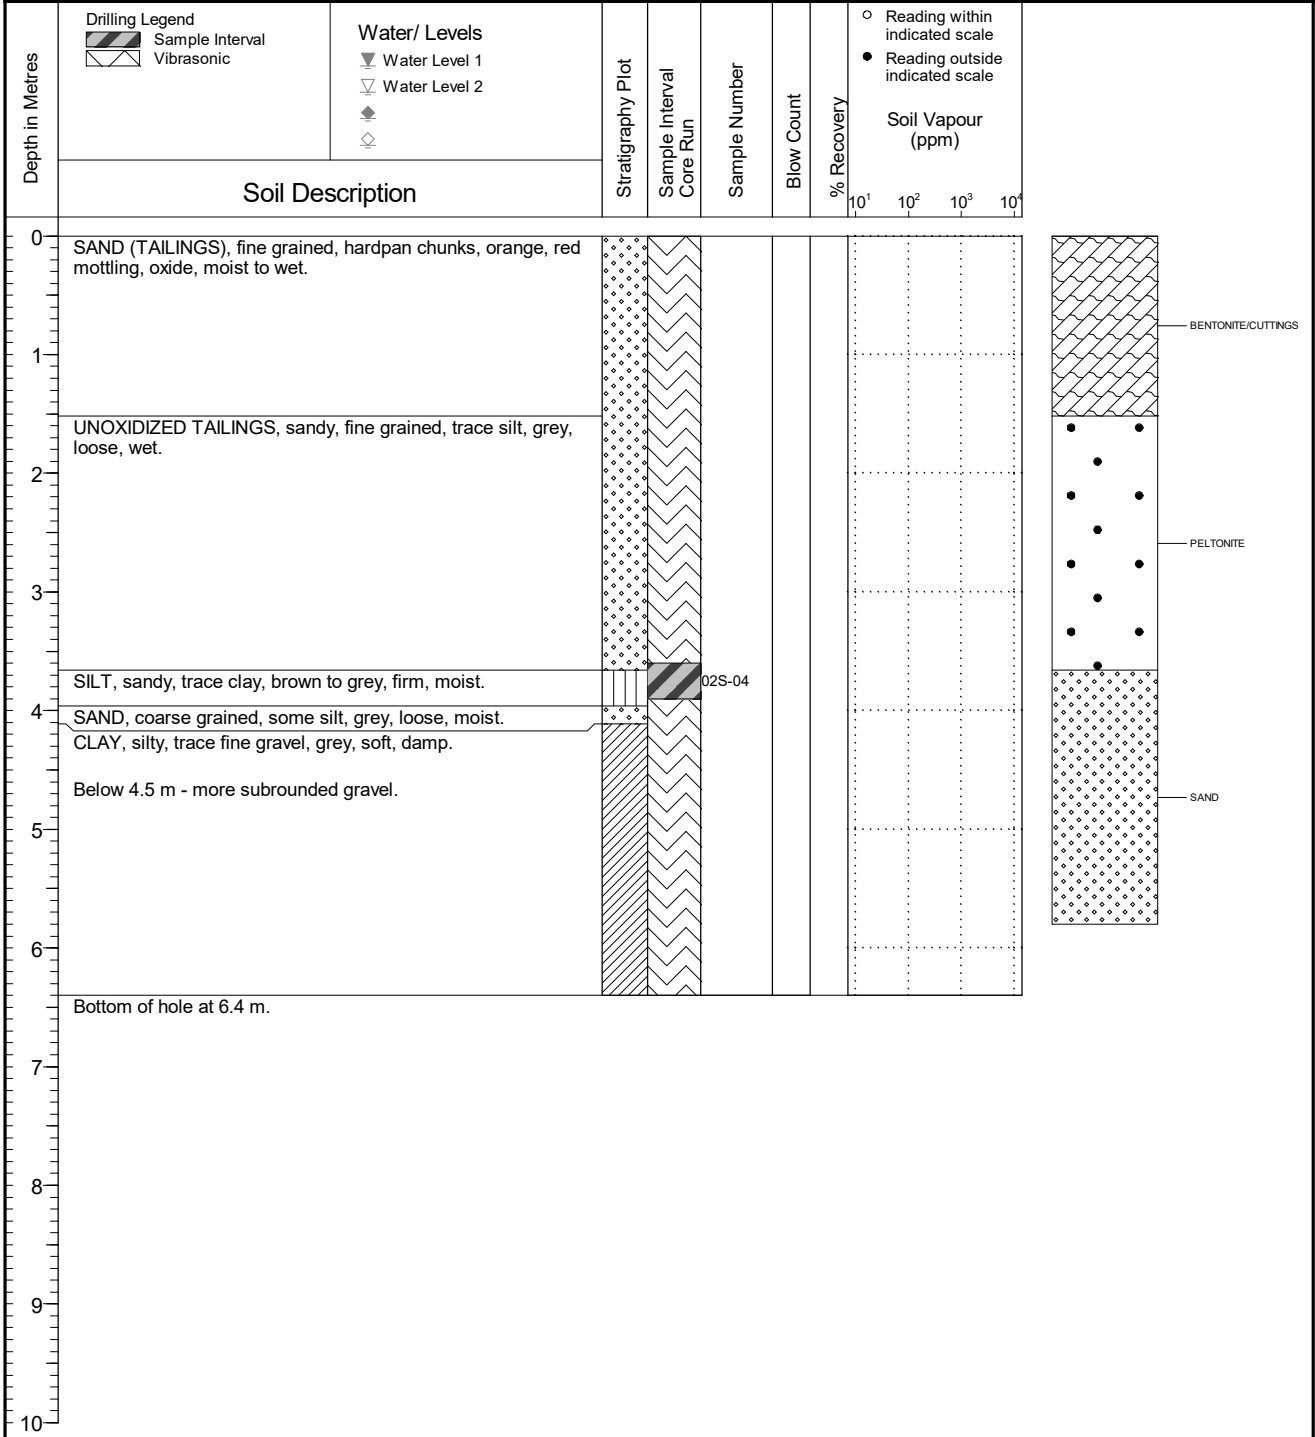 Drilling Legend
Sample Interval
Vibrasonic
Water/ Levels
Water Level 1
Water Level 2
Depth in Metres
Soil Description
Stratigraphy Plot
Sample Interval
Core Run
Sample Number
Blow Count
% Recovery
Reading within
indicated scale
Reading outside
indicated scale
Soil Vapour
(ppm)
10¹ 10² 10³ 10⁴
0
SAND (TAILINGS), fine grained, hardpan chunks, orange, red
mottling, oxide, moist to wet.
BENTONITE/CUTTINGS
1
UNOXIDIZED TAILINGS, sandy, fine grained, trace silt, grey,
loose, wet.
2
PELTONITE
3
SILT, sandy, trace clay, brown to grey, firm, moist.
02S-04
4
SAND, coarse grained, some silt, grey, loose, moist.
CLAY, silty, trace fine gravel, grey, soft, damp.
Below 4.5 m - more subrounded gravel.
SAND
5
6
Bottom of hole at 6.4 m.
7
8
9
10